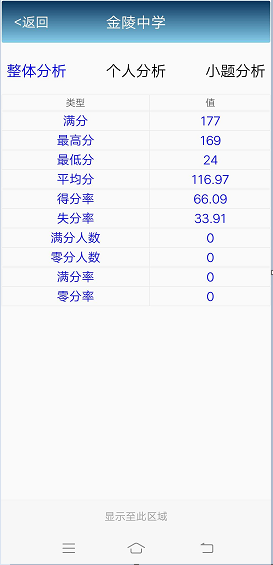 <返回 金陵中学
整体分析 个人分析 小题分析
类型 值
满分 177
最高分 169
最低分 24
平均分 116.97
得分率 66.09
失分率 33.91
满分人数 0
零分人数 0
满分率 0
零分率 0
显示至此区域